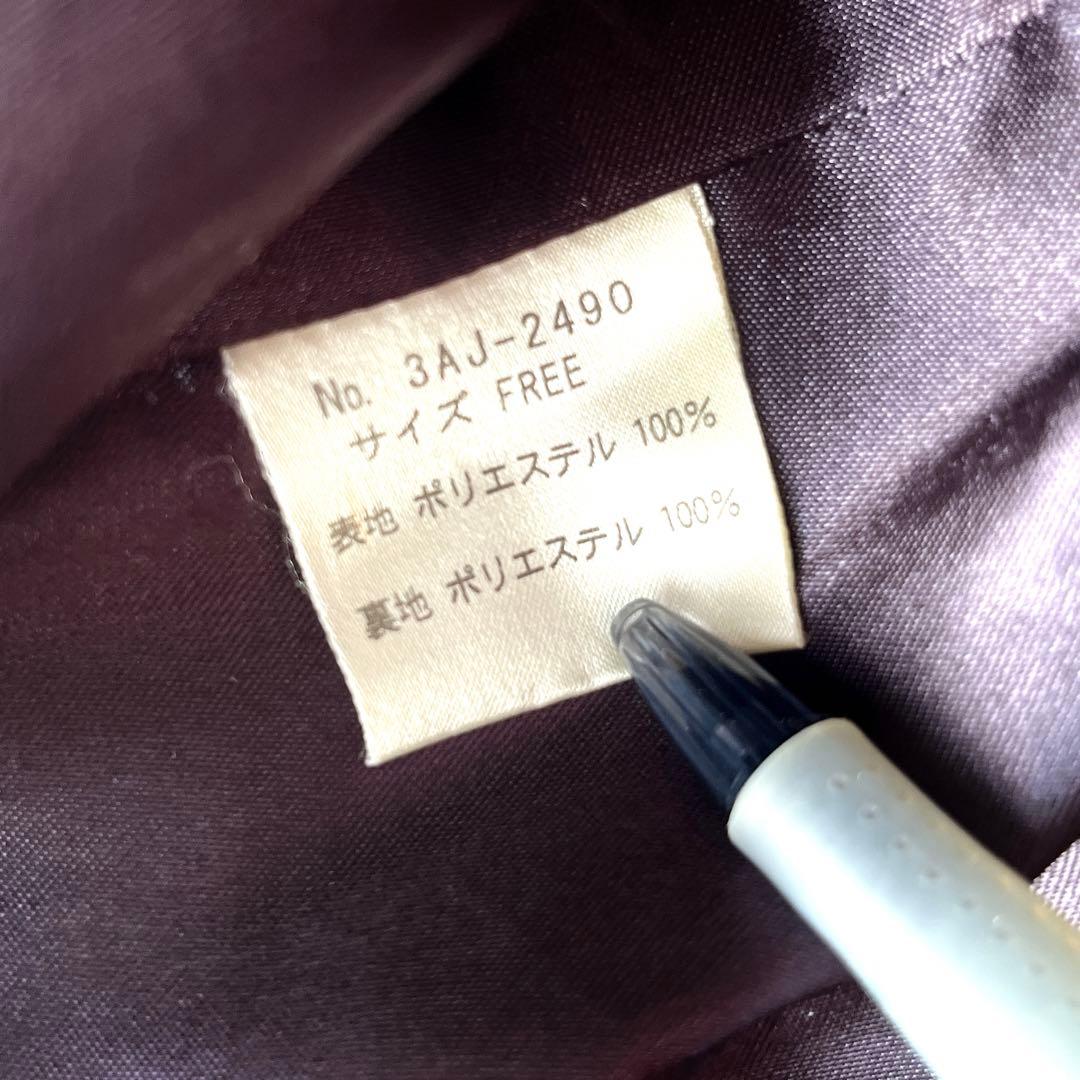 No. 3AJ-2490
サイズ FREE
表地 ポリエステル 100%
裏地 ポリエステル 100%